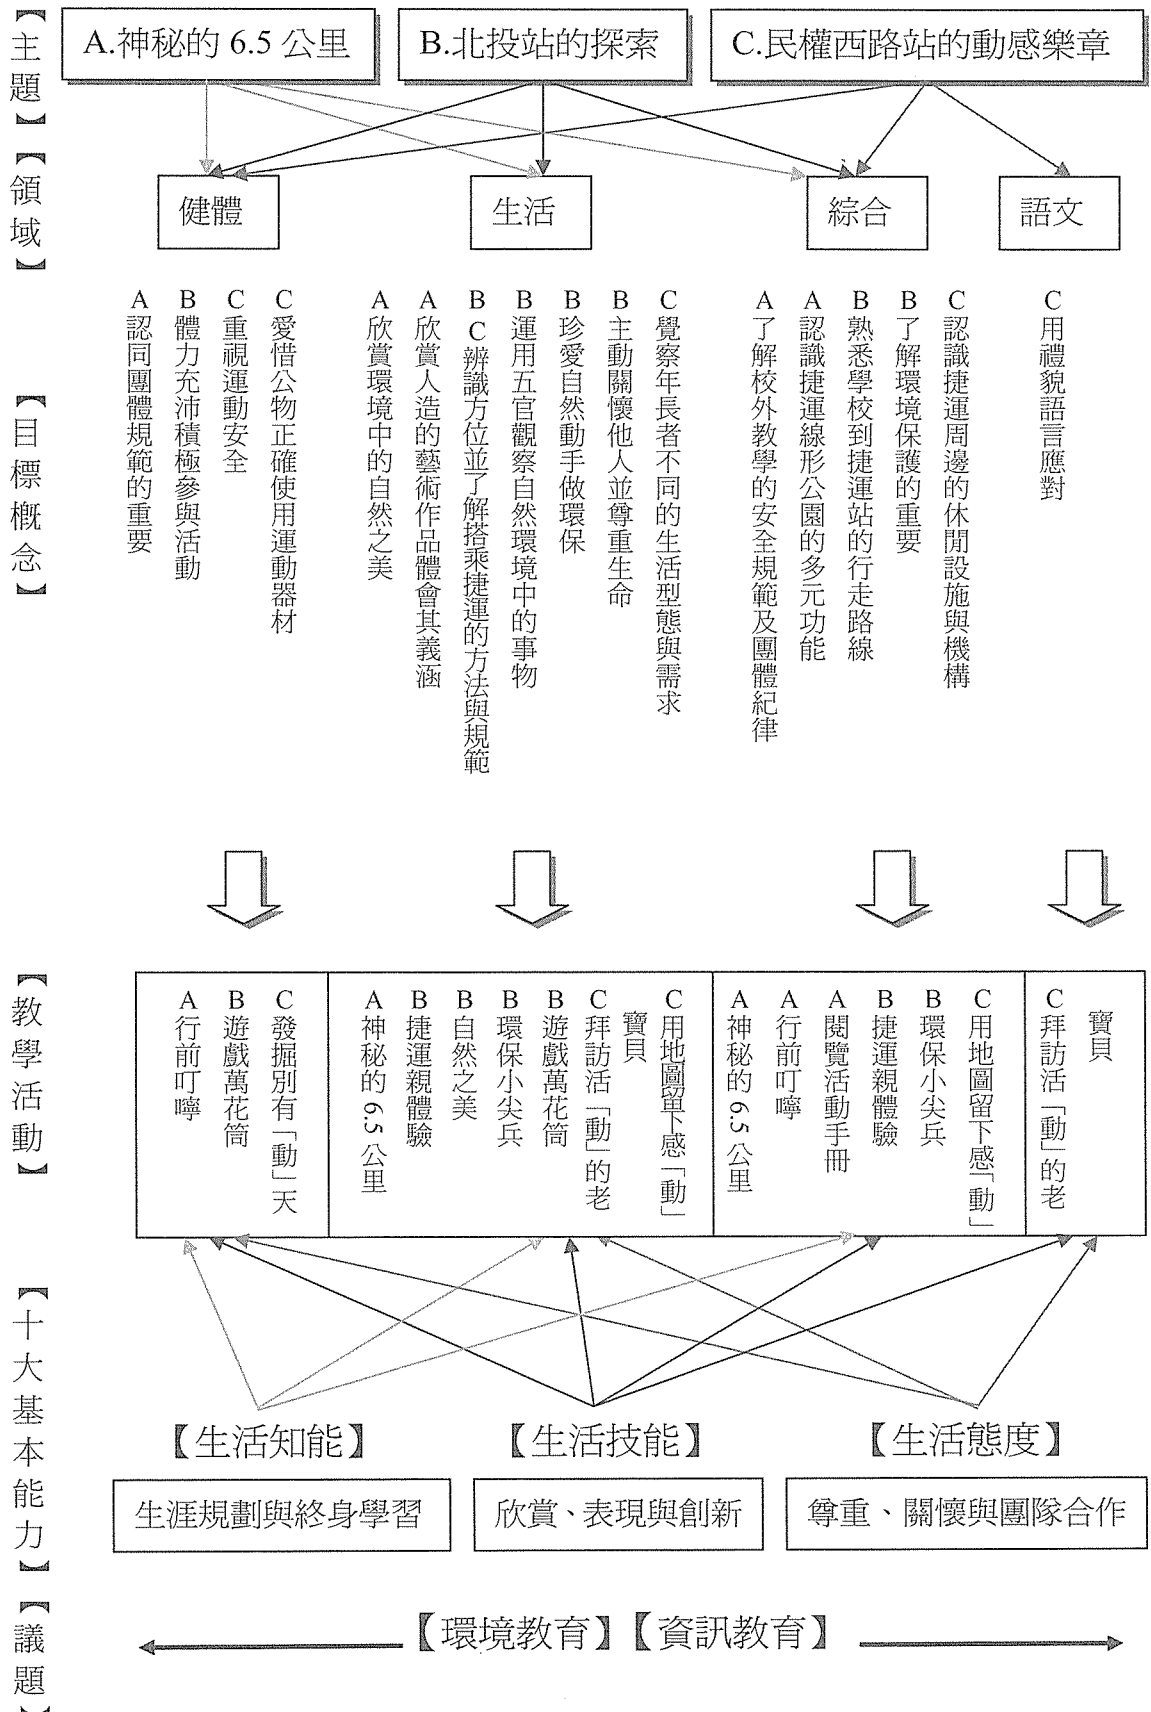 【主題】
A.神秘的 6.5 公里
B.北投站的探索
C.民權西路站的動感樂章
【領域】
健體
生活
綜合
語文
【目標概念】
A 認同團體規範的重要
B 體力充沛積極參與活動
C 重視運動安全
C 愛惜公物正確使用運動器材
A 欣賞環境中的自然之美
A 欣賞人造的藝術作品體會其義涵
B C 辨識方位並了解搭乘捷運的方法與規範
B 運用五官觀察自然環境中的事物
B 珍愛自然動手做環保
B 主動關懷他人並尊重生命
C 覺察年長者不同的生活型態與需求
A 了解校外教學的安全規範及團體紀律
A 認識捷運線形公園的多元功能
B 熟悉學校到捷運站的行走路線
B 了解環境保護的重要
C 認識捷運周邊的休閒設施與機構
C 用禮貌語言應對
【教學活動】
A 行前叮嚀
B 遊戲萬花筒
C 發掘別有「動」天
A 神秘的 6.5 公里
B 捷運親體驗
B 自然之美
B 環保小尖兵
B 遊戲萬花筒
C 拜訪活「動」的老
寶貝
C 用地圖留下感「動」
A 神秘的 6.5 公里
A 行前叮嚀
A 閱覽活動手冊
B 捷運親體驗
B 環保小尖兵
C 用地圖留下感「動」
C 拜訪活「動」的老
寶貝
【十大基本能力】
【生活知能】
【生活技能】
【生活態度】
生涯規劃與終身學習
欣賞、表現與創新
尊重、關懷與團隊合作
【議題】
【環境教育】【資訊教育】